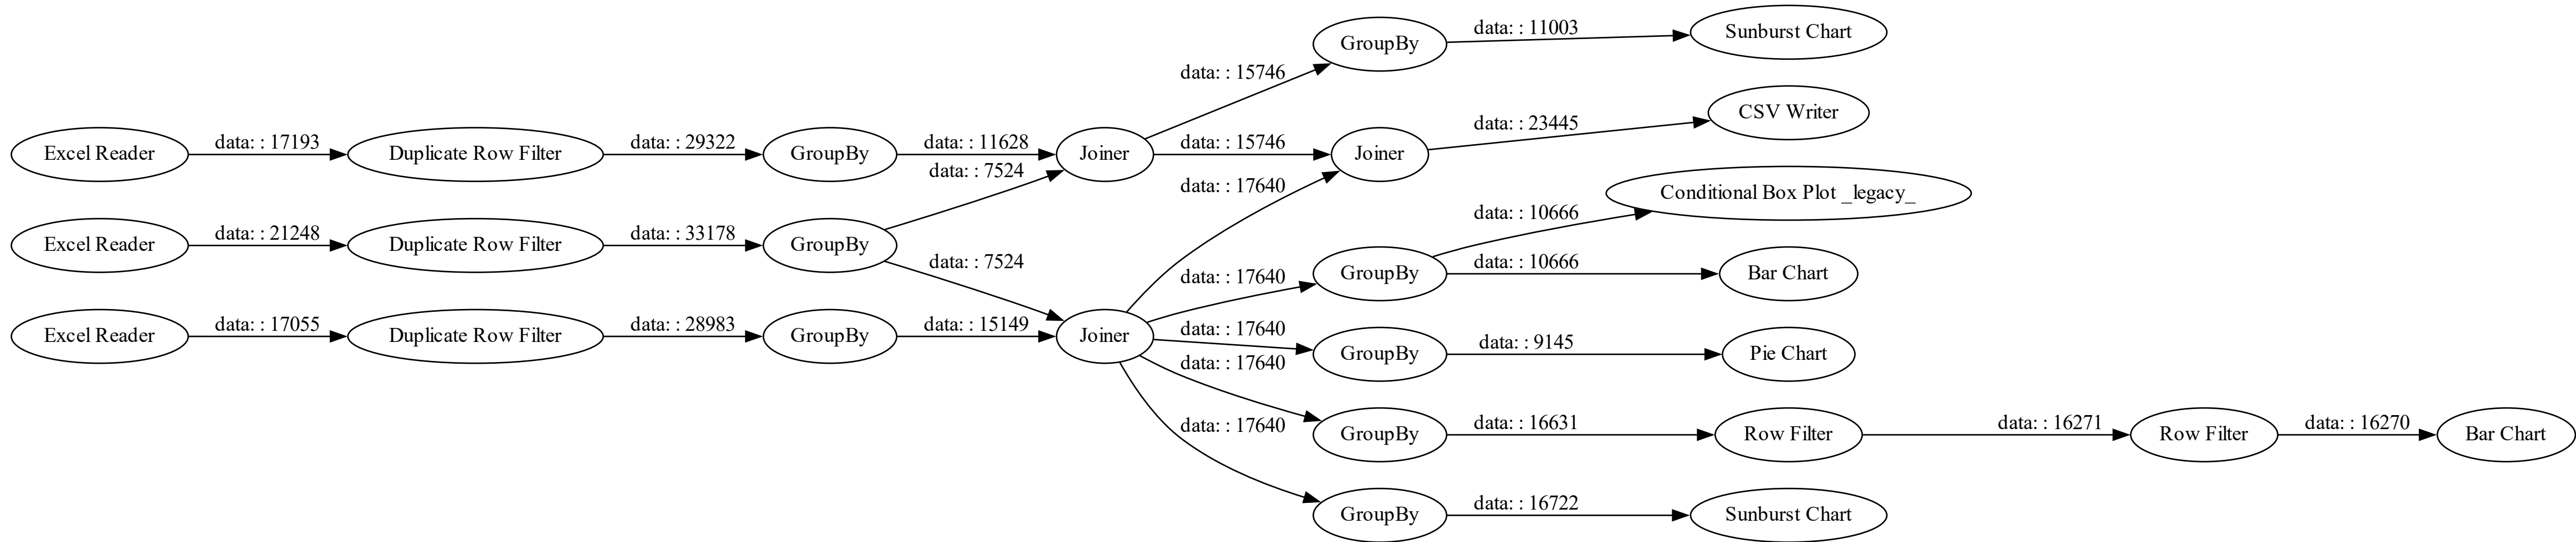 GroupBy
data: : 11003
Sunburst Chart
data: : 15746
CSV Writer
data: : 23445
Excel Reader
data: : 17193
Duplicate Row Filter
data: : 29322
GroupBy
data: : 11628
Joiner
data: : 15746
Joiner
data: : 7524
data: : 17640
Conditional Box Plot _legacy_
data: : 10666
Excel Reader
data: : 21248
Duplicate Row Filter
data: : 33178
GroupBy
data: : 7524
data: : 17640
GroupBy
data: : 10666
Bar Chart
Excel Reader
data: : 17055
Duplicate Row Filter
data: : 28983
GroupBy
data: : 15149
Joiner
data: : 17640
GroupBy
data: : 9145
Pie Chart
data: : 17640
GroupBy
data: : 16631
Row Filter
data: : 16271
Row Filter
data: : 16270
Bar Chart
data: : 17640
GroupBy
data: : 16722
Sunburst Chart